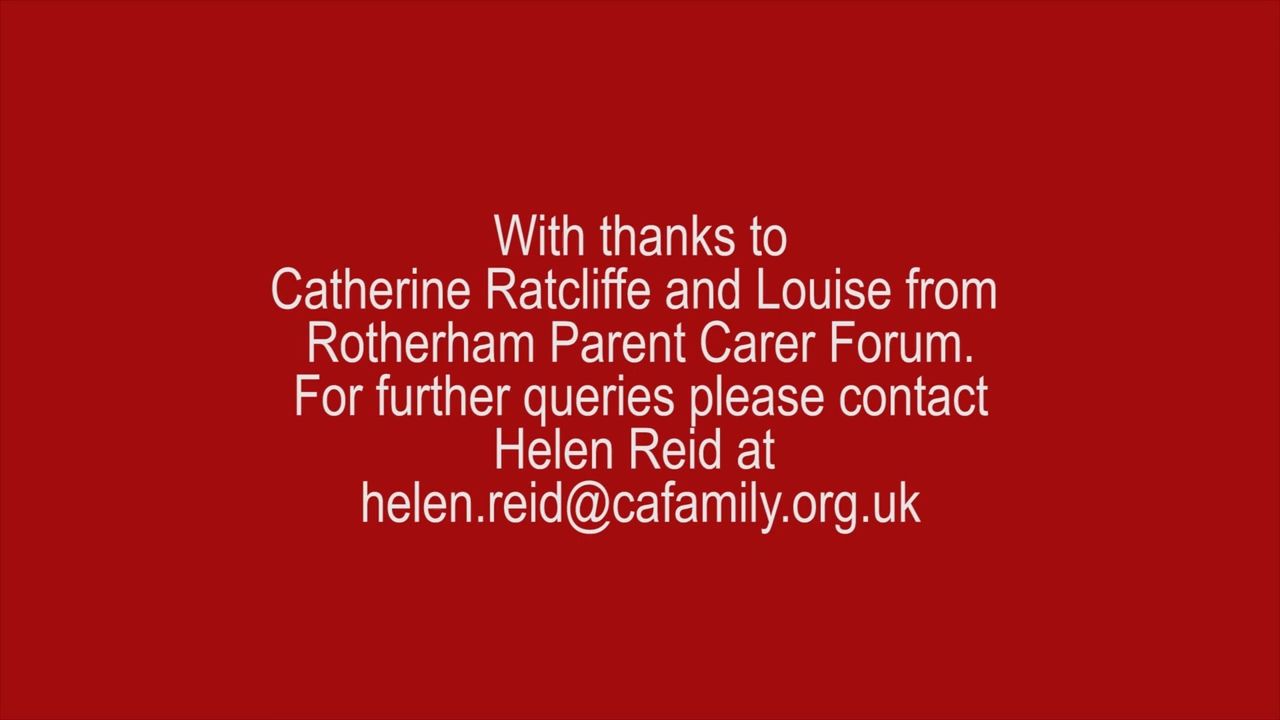 With thanks to
Catherine Ratcliffe and Louise from
Rotherham Parent Carer Forum.
For further queries please contact
Helen Reid at
helen.reid@cafamily.org.uk